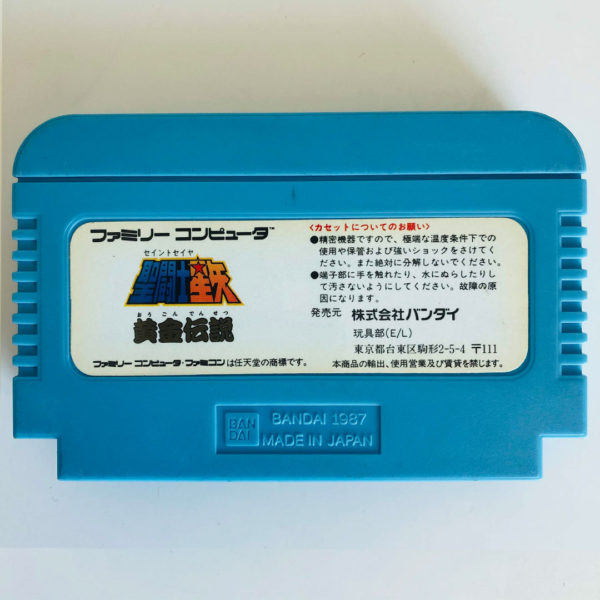 ファミリー コンピュータ™
セイントセイヤ
聖闘士星矢
おうごんでんせつ
黄金伝説
ファミリー コンピュータ・ファミコンは任天堂の商標です。
〈カセットについてのお願い〉
●精密機器ですので、極端な温度条件下での
使用や保管および強いショックをさけてく
ださい。また絶対に分解しないでください。
●端子部に手を触れたり、水にぬらしたりし
て汚さないようにしてください。故障の原
因になります。
発売元 株式会社バンダイ
玩具部(E/L)
東京都台東区駒形2-5-4 〒111
本商品の輸出、使用営業及び賃貸を禁じます。
BAN
DAI
BANDAI 1987
MADE IN JAPAN